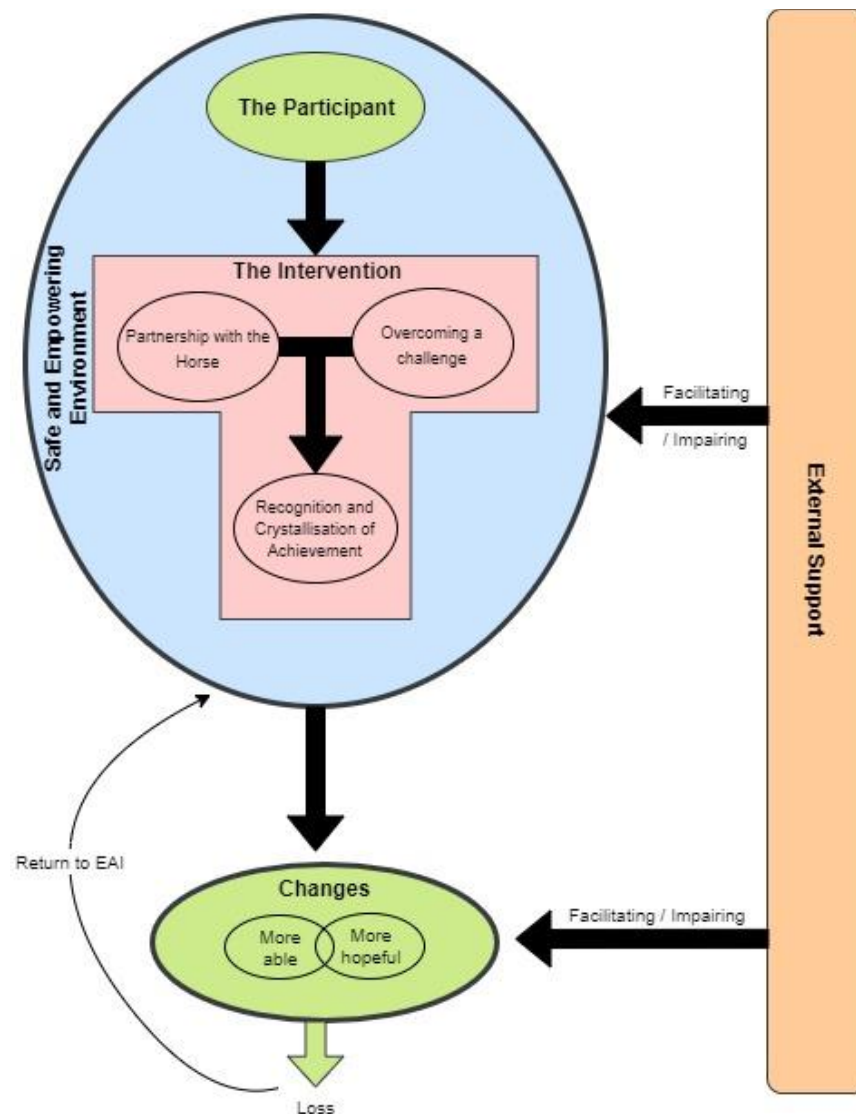 The Participant
Safe and Empowering
Environment
The Intervention
Partnership with the
Horse
Overcoming a
challenge
Recognition and
Crystallisation of
Achievement
Facilitating
/ Impairing
External Support
Return to EAI
Changes
More
able
More
hopeful
Facilitating / Impairing
Loss